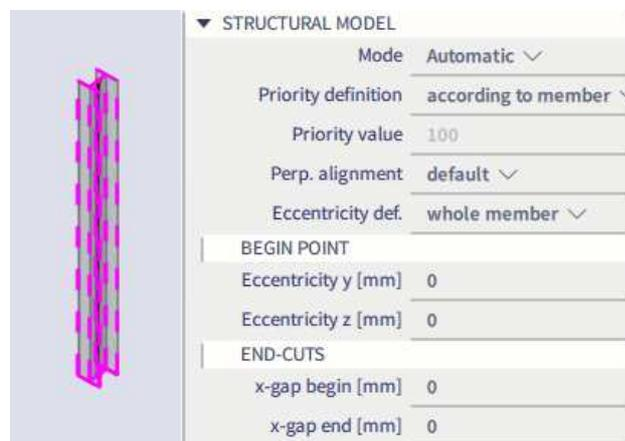 STRUCTURAL MODEL
Mode Automatic
Priority definition according to member
Priority value 100
Perp. alignment default
Eccentricity def. whole member
BEGIN POINT
Eccentricity y [mm] 0
Eccentricity z [mm] 0
END-CUTS
x-gap begin [mm] 0
x-gap end [mm] 0